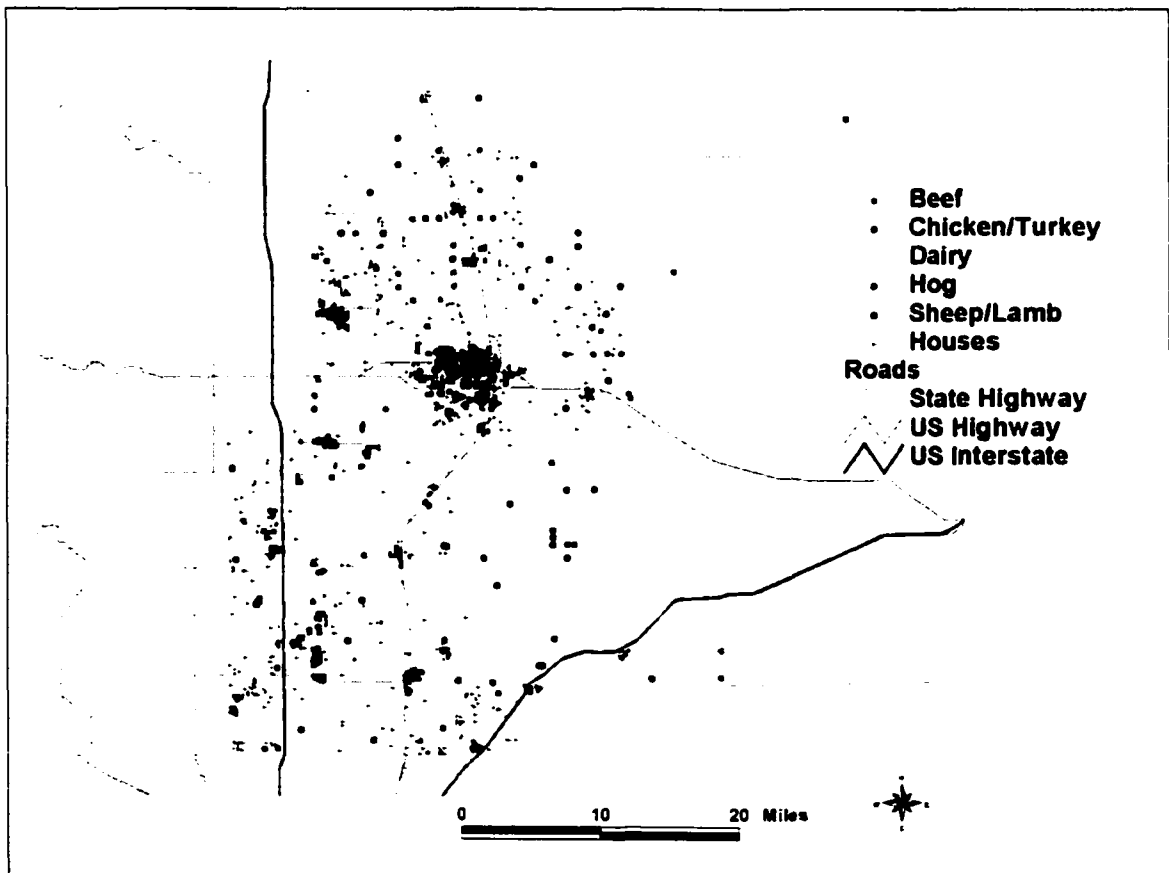 Beef
Chicken/Turkey
Dairy
Hog
Sheep/Lamb
Houses
Roads
State Highway
US Highway
US Interstate
0 10 20 Miles